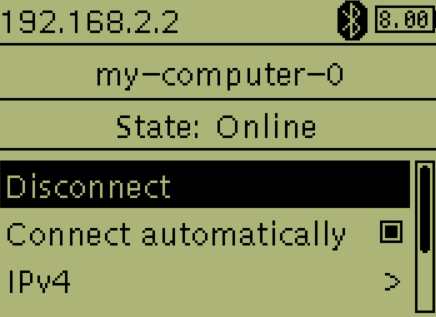 192.168.2.2 8.00
my-computer-0
State: Online
Disconnect
Connect automatically
IPv4 >